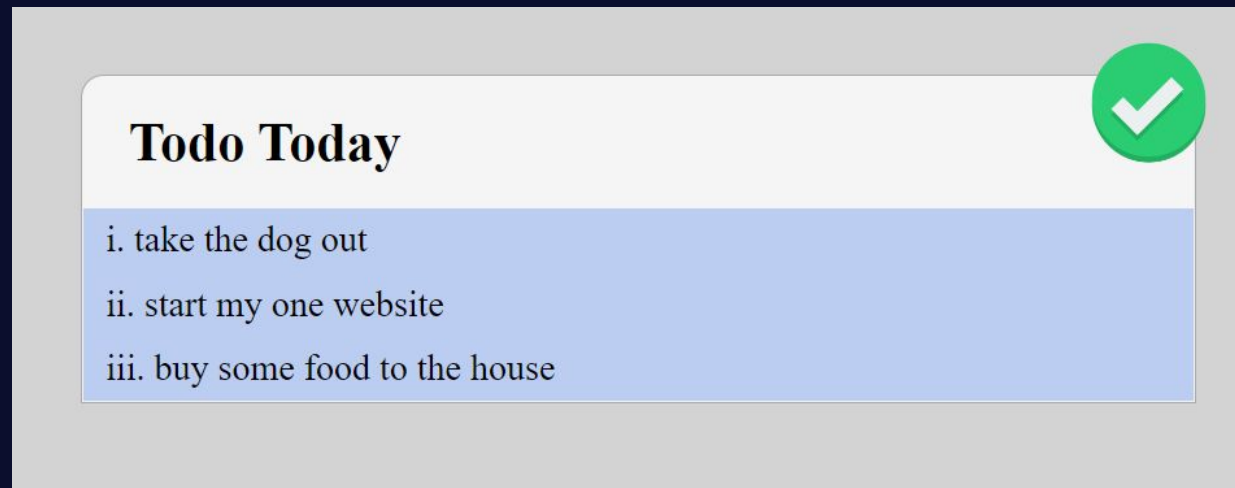 Todo Today
i. take the dog out
ii. start my one website
iii. buy some food to the house